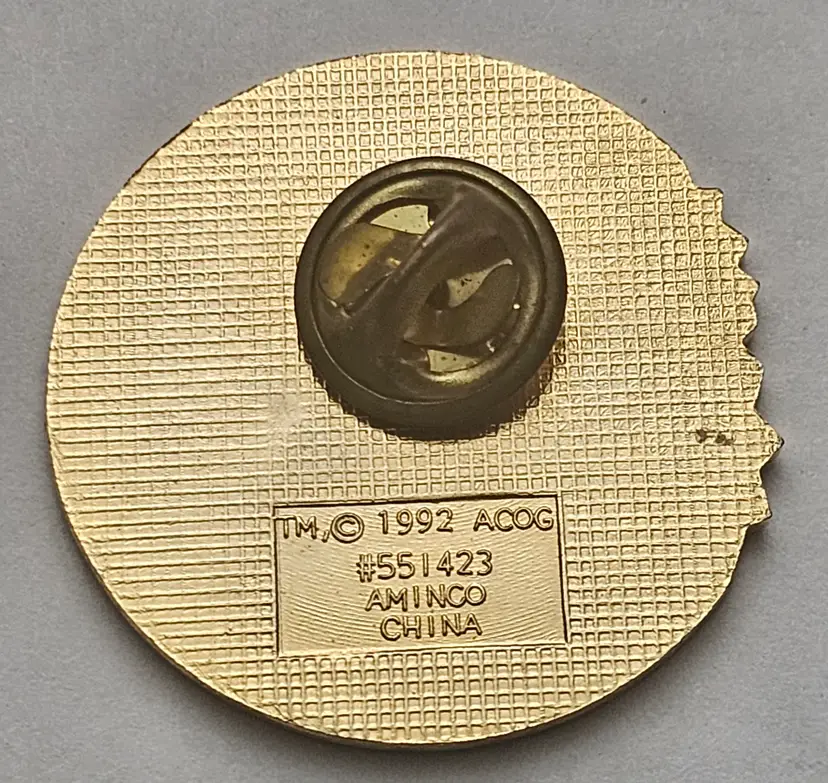 TM,© 1992 ACOG
#551423
AMINCO
CHINA